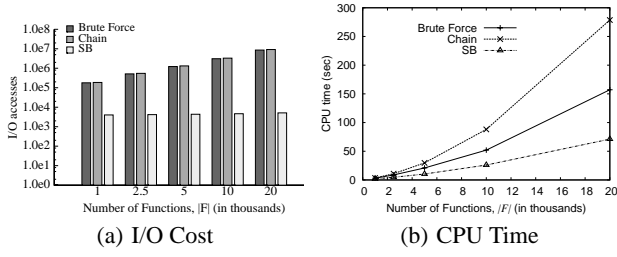 1.0e8
1.0e7
1.0e6
1.0e5
1.0e4
1.0e3
1.0e2
1.0e1
1.0e0
I/O accesses
Brute Force
Chain
SB
1 2.5 5 10 20
Number of Functions, |F| (in thousands)
(a) I/O Cost
300
250
200
150
100
50
0
CPU time (sec)
Brute Force
Chain
SB
0 2 4 6 8 10 12 14 16 18 20
Number of Functions, |F| (in thousands)
(b) CPU Time